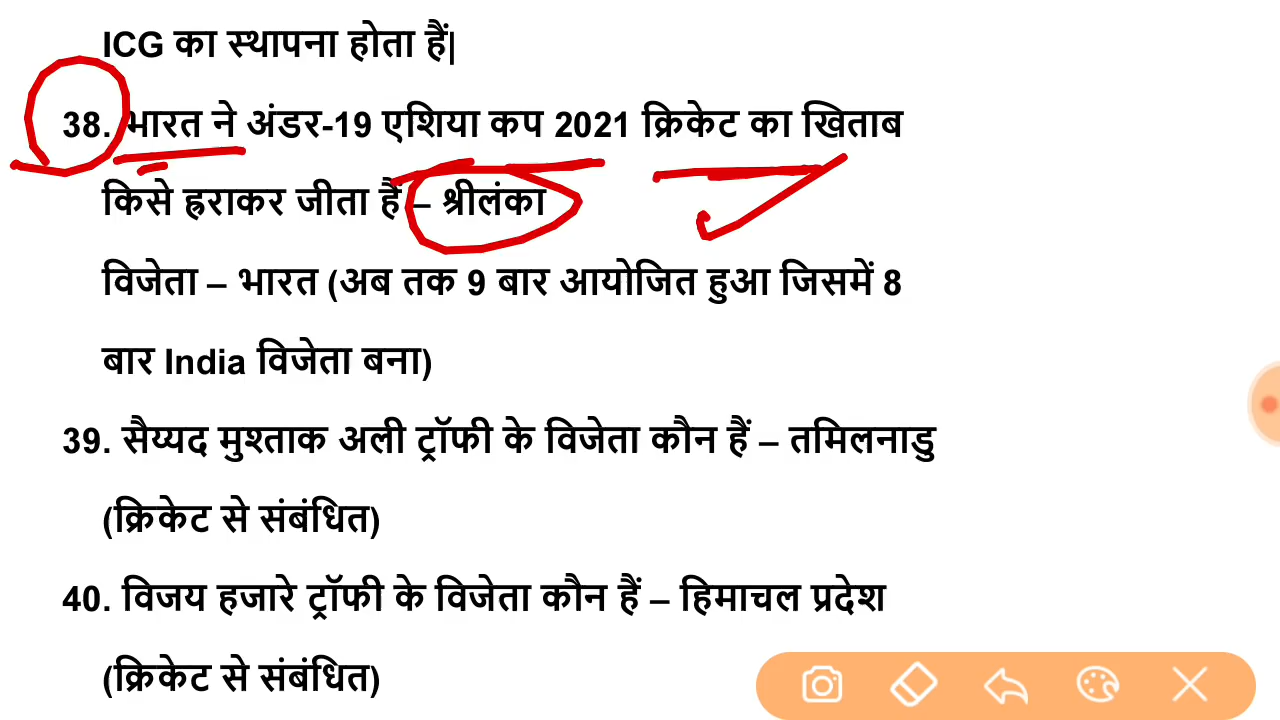 ICG का स्थापना होता हैं|
38. भारत ने अंडर-19 एशिया कप 2021 क्रिकेट का खिताब
किसे ह्रराकर जीता हैं – श्रीलंका
विजेता – भारत (अब तक 9 बार आयोजित हुआ जिसमें 8
बार India विजेता बना)
39. सैय्यद मुश्ताक अली ट्रॉफी के विजेता कौन हैं – तमिलनाडु
(क्रिकेट से संबंधित)
40. विजय हजारे ट्रॉफी के विजेता कौन हैं – हिमाचल प्रदेश
(क्रिकेट से संबंधित)